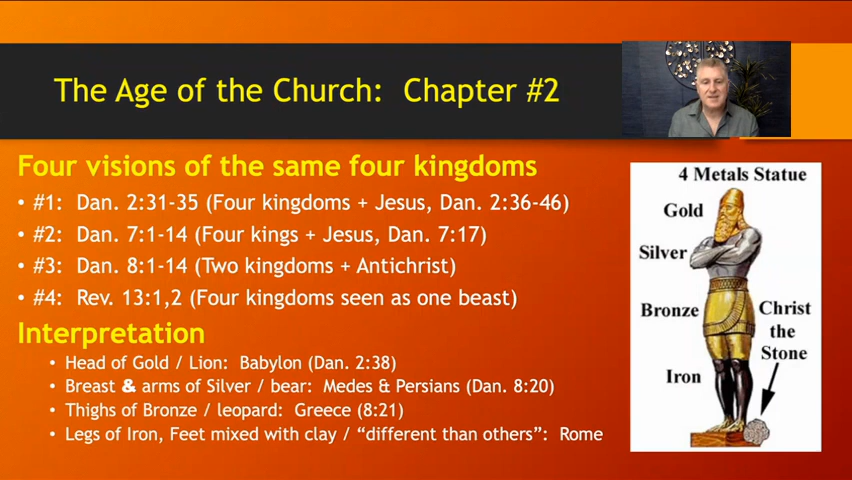 The Age of the Church: Chapter #2
Four visions of the same four kingdoms
• #1: Dan. 2:31-35 (Four kingdoms + Jesus, Dan. 2:36-46)
• #2: Dan. 7:1-14 (Four kings + Jesus, Dan. 7:17)
• #3: Dan. 8:1-14 (Two kingdoms + Antichrist)
• #4: Rev. 13:1,2 (Four kingdoms seen as one beast)
Interpretation
• Head of Gold / Lion: Babylon (Dan. 2:38)
• Breast & arms of Silver / bear: Medes & Persians (Dan. 8:20)
• Thighs of Bronze / leopard: Greece (8:21)
• Legs of Iron, Feet mixed with clay / “different than others”: Rome
4 Metals Statue
Gold
Silver
Bronze
Christ
the
Stone
Iron